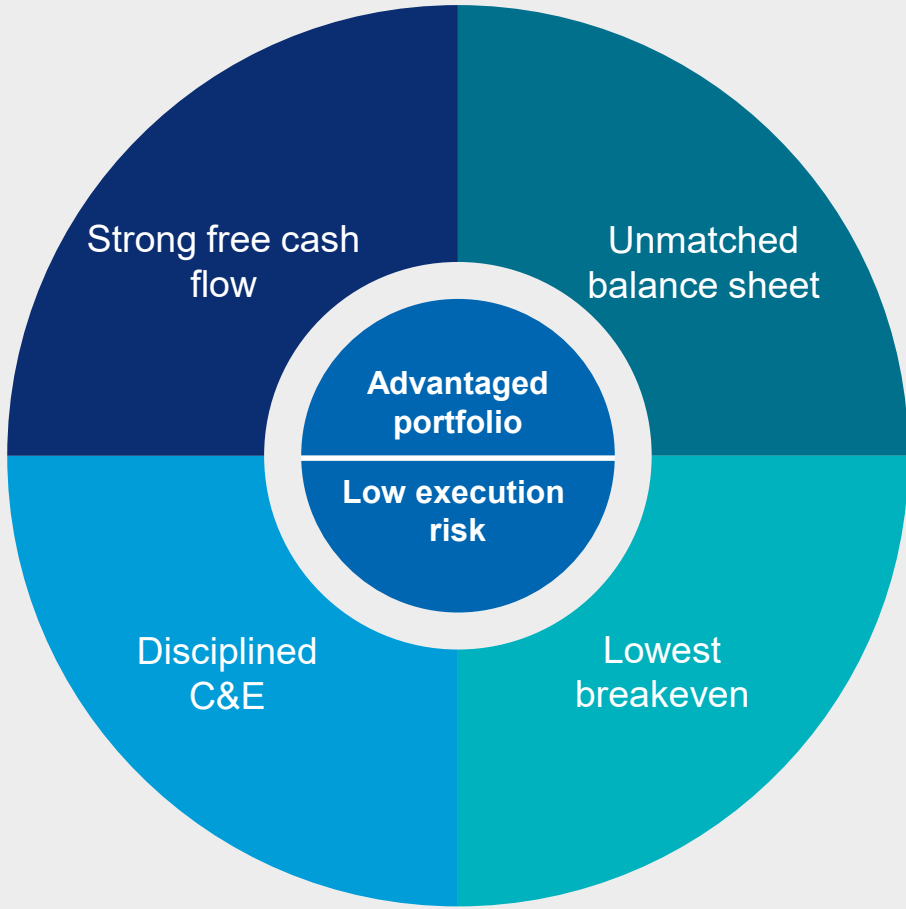 Strong free cash
flow
Unmatched
balance sheet
Advantaged
portfolio
Low execution
risk
Disciplined
C&E
Lowest
breakeven